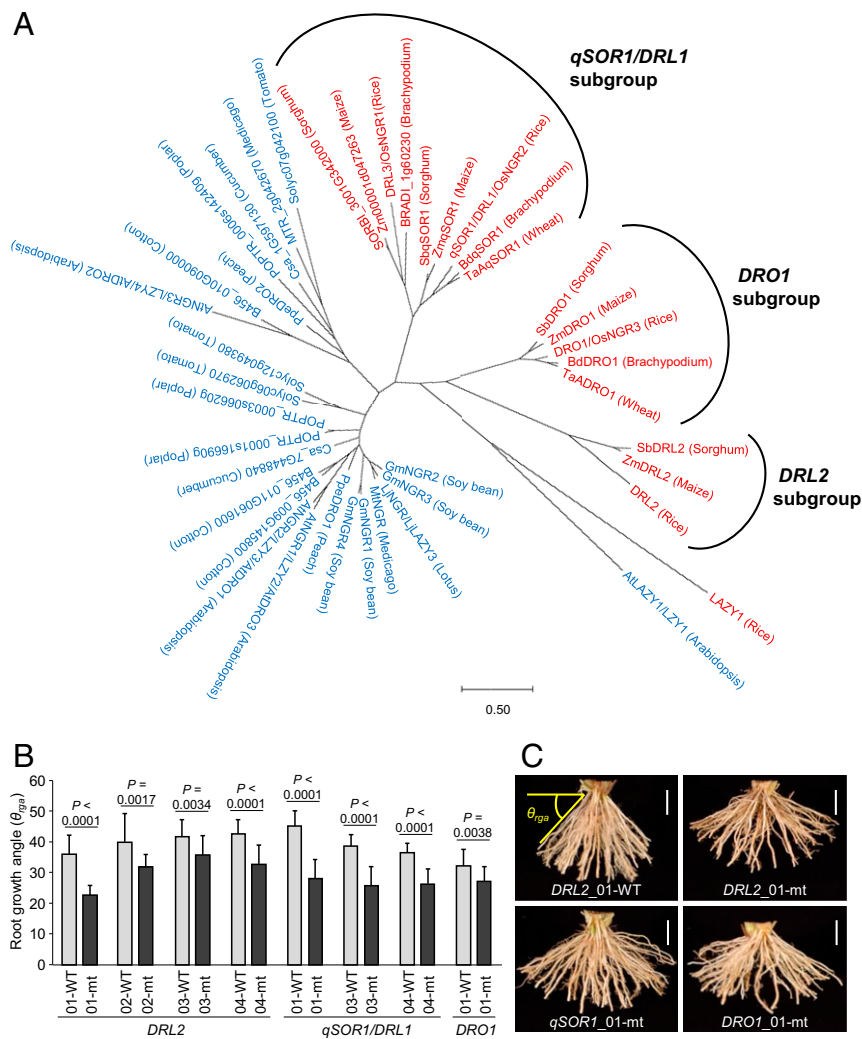 A
qSOR1/DRL1
subgroup
SORBI_3001G342000 (Sorghum)
Zm00001d047263 (Maize)
DRL3/OsNGR1(Rice)
BRADI_1g60230 (Brachypodium)
SbqSOR1 (Sorghum)
ZmqSOR1 (Maize)
qSOR1/DRL1/OsNGR2 (Rice)
BdqSOR1 (Brachypodium)
TaAqSOR1 (Wheat)
DRO1
subgroup
SbDRO1 (Sorghum)
ZmDRO1 (Maize)
DRO1/OsNGR3 (Rice)
BdDRO1 (Brachypodium)
TaADRO1 (Wheat)
DRL2
subgroup
SbDRL2 (Sorghum)
ZmDRL2 (Maize)
DRL2 (Rice)
LAZY1 (Rice)
AtLAZY1/LZY1 (Arabidopsis)
GmNGR2 (Soy bean)
GmNGR3 (Soy bean)
LjNGR/LjLAZY3 (Lotus)
MtNGR (Medicago)
GmNGR1 (Soy bean)
GmNGR4 (Soy bean)
PpeDRO1 (Peach)
AtNGR1/LZY2/AtDRO3 (Arabidopsis)
AtNGR2/LZY3/AtDRO1 (Arabidopsis)
B456_009G145800 (Cotton)
B456_011G061600 (Cotton)
Csa_7G448840 (Cucumber)
POPTR_0001s16690g (Poplar)
POPTR_0003s06620g (Poplar)
Solyc06g062970 (Tomato)
Solyc12g049380 (Tomato)
AtNGR3/LZY4/AtDRO2 (Arabidopsis)
B456_010G090000 (Cotton)
PpeDRO2 (Peach)
POPTR_0006s14240g (Poplar)
Csa_1G597130 (Cucumber)
MTR_2g042670 (Medicago)
Solyc07g042100 (Tomato)
0.50
B
Root growth angle (θrga)
60
50
40
30
20
10
0
P < 0.0001
P = 0.0017
P = 0.0034
P < 0.0001
P < 0.0001
P < 0.0001
P < 0.0001
P = 0.0038
01-WT
01-mt
02-WT
02-mt
03-WT
03-mt
04-WT
04-mt
01-WT
01-mt
03-WT
03-mt
04-WT
04-mt
01-WT
01-mt
DRL2
qSOR1/DRL1
DRO1
C
θrga
DRL2_01-WT
DRL2_01-mt
qSOR1_01-mt
DRO1_01-mt